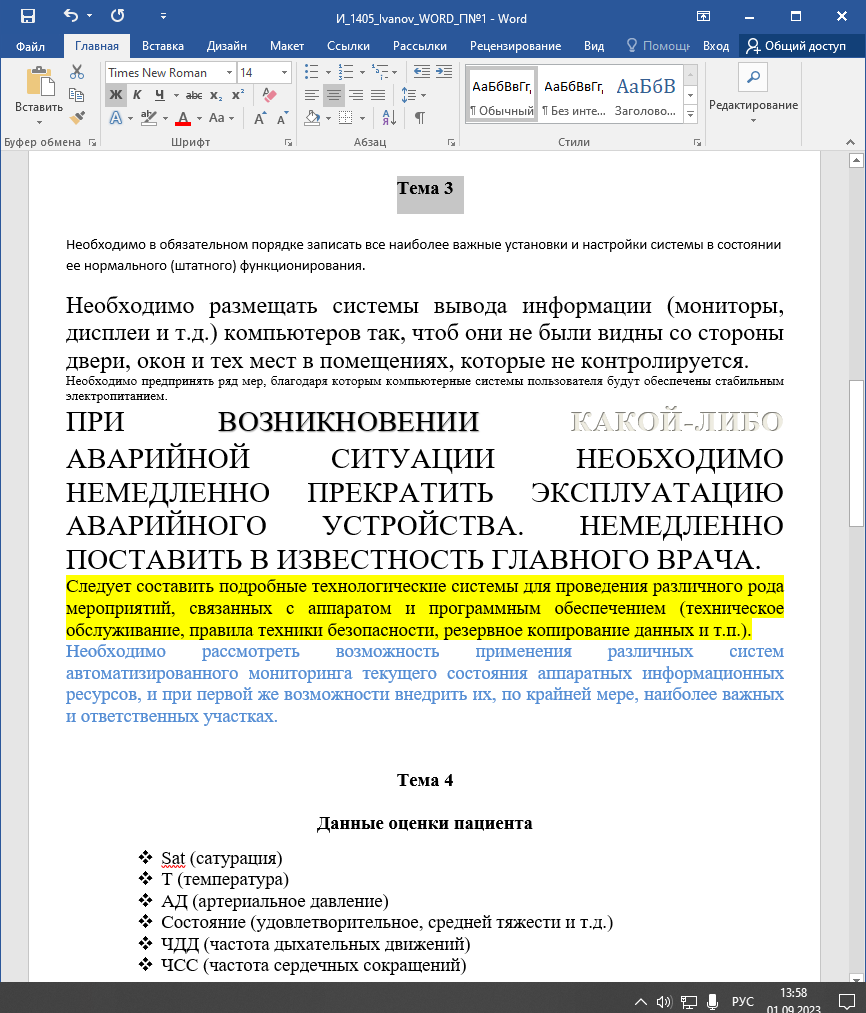 И_1405_Ivanov_WORD_ПР№1 - Word
Файл Главная Вставка Дизайн Макет Ссылки Рассылки Рецензирование Вид Помощн Вход Общий доступ
Вставить
Times New Roman 14
Ж К Ч abc x₂ x²
A aby A Aa A A
АаБбВвГг, АаБбВвГг, АаБбВ
¶ Обычный ¶ Без инте... Заголово...
Редактирование
Буфер обмена Шрифт Абзац Стили
Тема 3
Необходимо в обязательном порядке записать все наиболее важные установки и настройки системы в состоянии
ее нормального (штатного) функционирования.
Необходимо размещать системы вывода информации (мониторы,
дисплеи и т.д.) компьютеров так, чтоб они не были видны со стороны
двери, окон и тех мест в помещениях, которые не контролируется.
Необходимо предпринять ряд мер, благодаря которым компьютерные системы пользователя будут обеспечены стабильным
электропитанием.
ПРИ ВОЗНИКНОВЕНИИ КАКОЙ-ЛИБО
АВАРИЙНОЙ СИТУАЦИИ НЕОБХОДИМО
НЕМЕДЛЕННО ПРЕКРАТИТЬ ЭКСПЛУАТАЦИЮ
АВАРИЙНОГО УСТРОЙСТВА. НЕМЕДЛЕННО
ПОСТАВИТЬ В ИЗВЕСТНОСТЬ ГЛАВНОГО ВРАЧА.
Следует составить подробные технологические системы для проведения различного рода
мероприятий, связанных с аппаратом и программным обеспечением (техническое
обслуживание, правила техники безопасности, резервное копирование данных и т.п.).
Необходимо рассмотреть возможность применения различных систем
автоматизированного мониторинга текущего состояния аппаратных информационных
ресурсов, и при первой же возможности внедрить их, по крайней мере, наиболее важных
и ответственных участках.
Тема 4
Данные оценки пациента
❖ Sat (сатурация)
❖ Т (температура)
❖ АД (артериальное давление)
❖ Состояние (удовлетворительное, средней тяжести и т.д.)
❖ ЧДД (частота дыхательных движений)
❖ ЧСС (частота сердечных сокращений)
РУС 13:58
01.09.2023